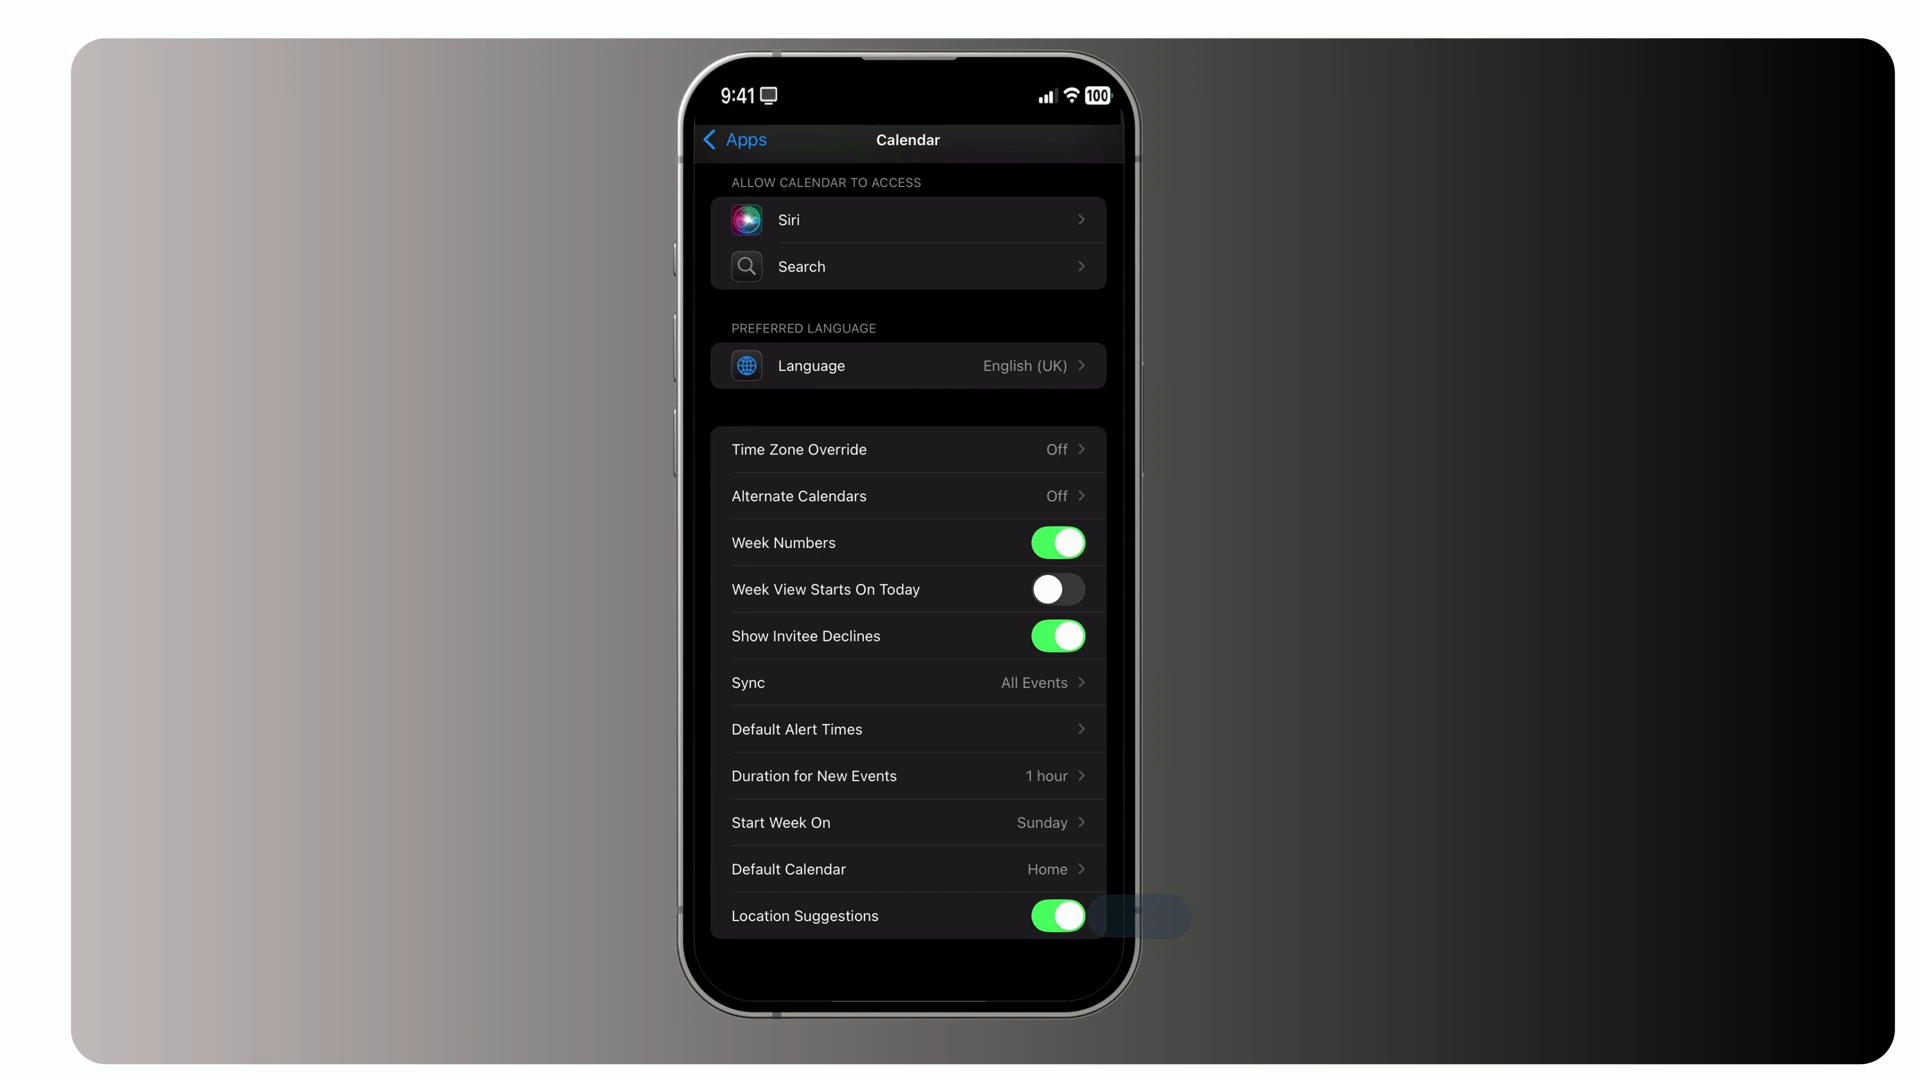 9:41
100
Apps
Calendar
ALLOW CALENDAR TO ACCESS
Siri
Search
PREFERRED LANGUAGE
Language English (UK)
Time Zone Override Off
Alternate Calendars Off
Week Numbers
Week View Starts On Today
Show Invitee Declines
Sync All Events
Default Alert Times
Duration for New Events 1 hour
Start Week On Sunday
Default Calendar Home
Location Suggestions